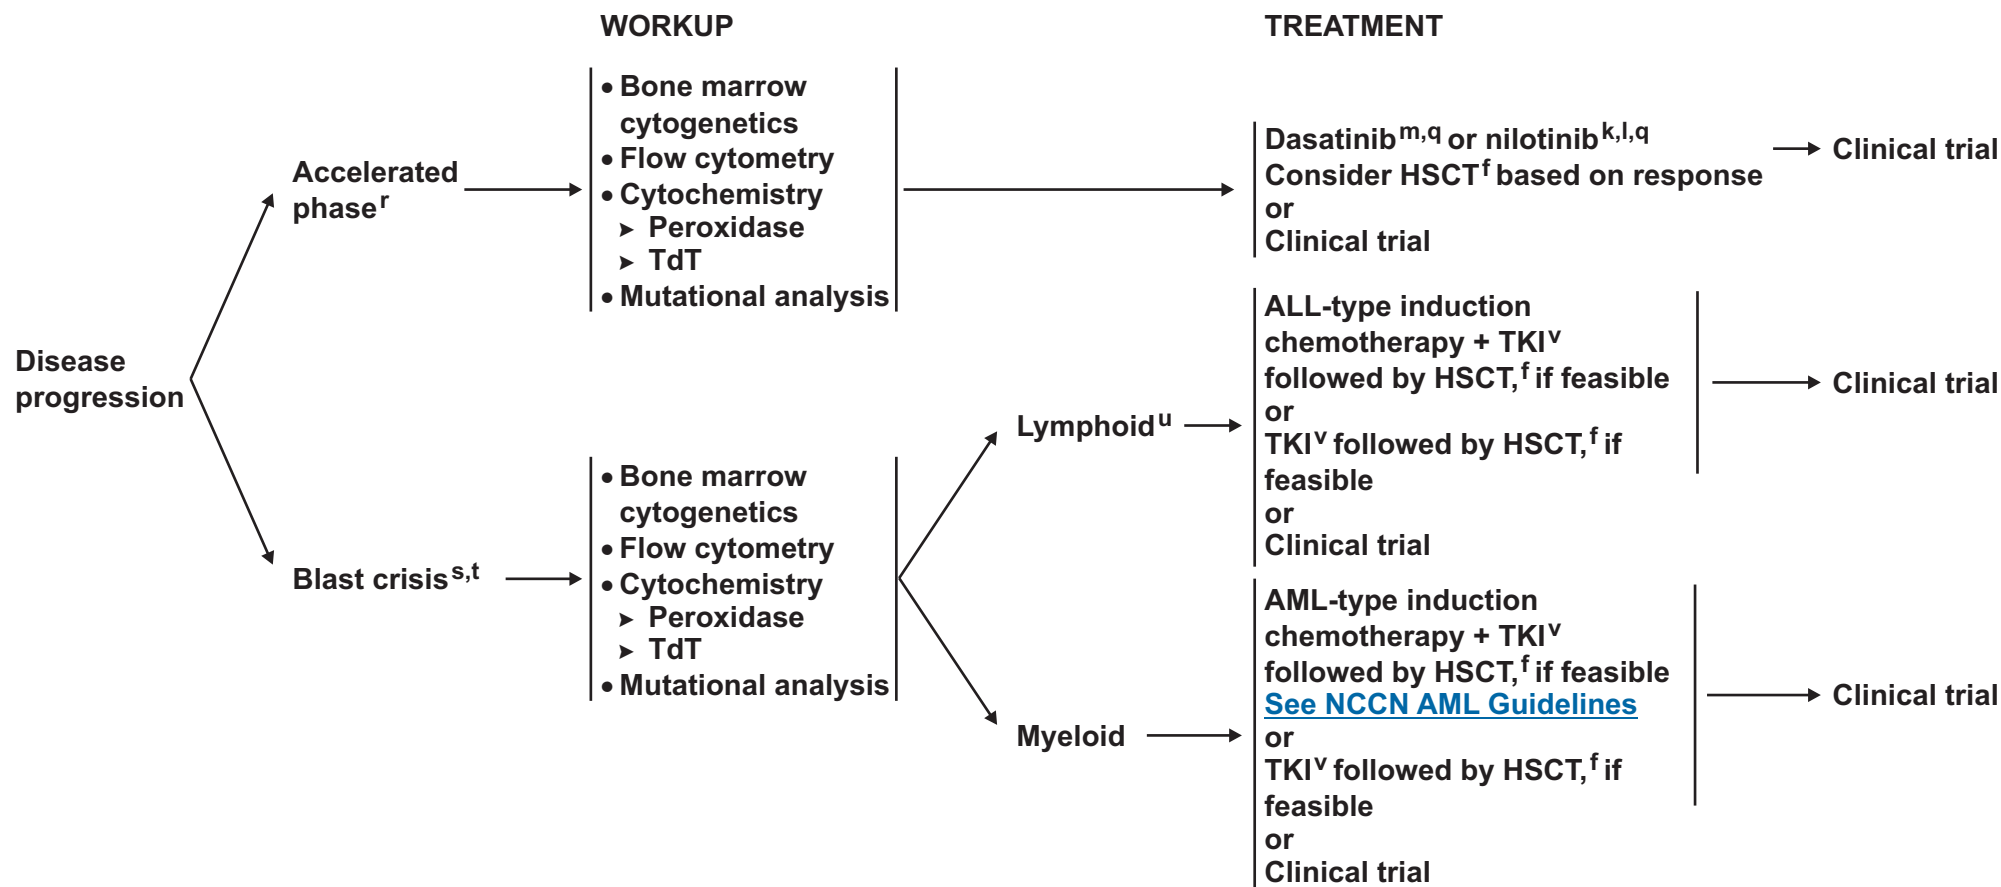 WORKUP
TREATMENT
Disease
progression
Accelerated
phase r
• Bone marrow
cytogenetics
• Flow cytometry
• Cytochemistry
➤ Peroxidase
➤ TdT
• Mutational analysis
Dasatinib m,q or nilotinib k,l,q
Consider HSCT f based on response
or
Clinical trial
Clinical trial
Blast crisis s,t
• Bone marrow
cytogenetics
• Flow cytometry
• Cytochemistry
➤ Peroxidase
➤ TdT
• Mutational analysis
Lymphoid u
ALL-type induction
chemotherapy + TKI v
followed by HSCT, f if feasible
or
TKI v followed by HSCT, f if
feasible
or
Clinical trial
Clinical trial
Myeloid
AML-type induction
chemotherapy + TKI v
followed by HSCT, f if feasible
See NCCN AML Guidelines
or
TKI v followed by HSCT, f if
feasible
or
Clinical trial
Clinical trial